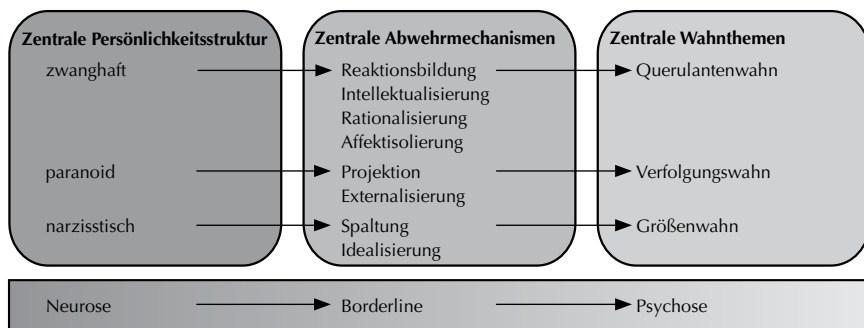 Zentrale Persönlichkeitsstruktur
zwanghaft
paranoid
narzisstisch
Zentrale Abwehrmechanismen
Reaktionsbildung
Intellektualisierung
Rationalisierung
Affektisolierung
Projektion
Externalisierung
Spaltung
Idealisierung
Zentrale Wahnthemen
Querulantenwahn
Verfolgungswahn
Größenwahn
Neurose
Borderline
Psychose